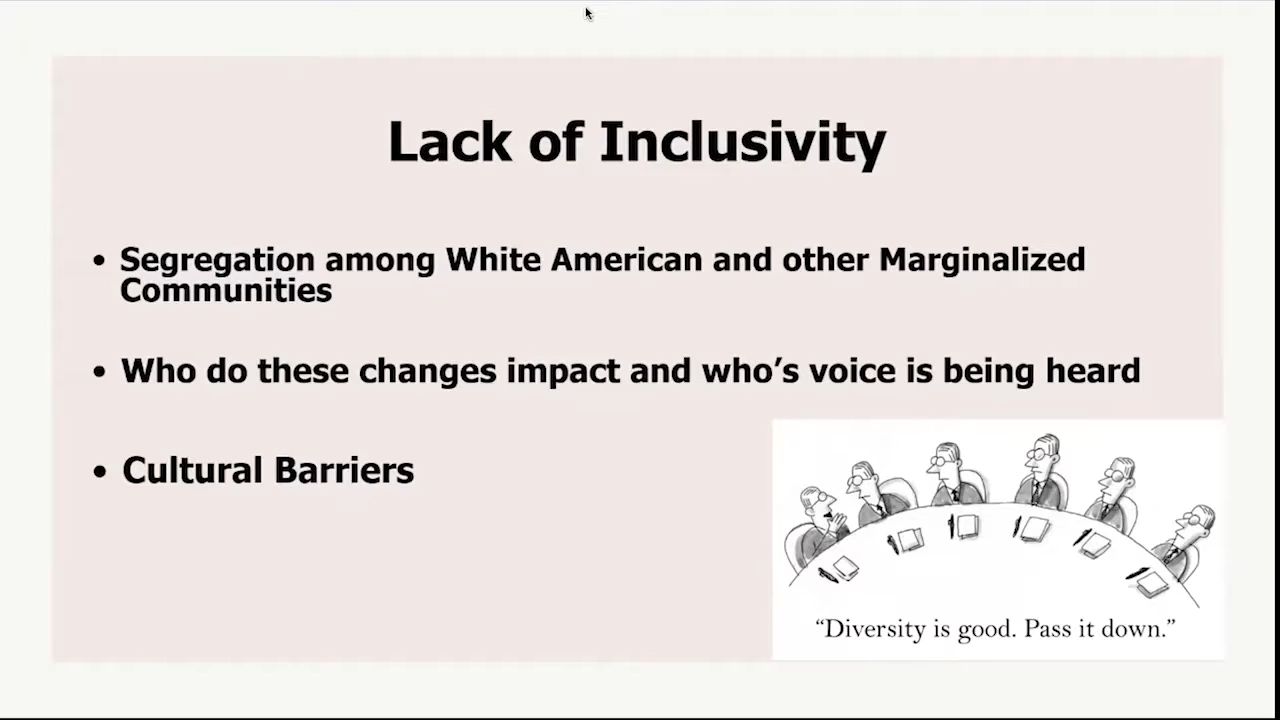 Lack of Inclusivity
• Segregation among White American and other Marginalized
Communities
• Who do these changes impact and who’s voice is being heard
• Cultural Barriers
“Diversity is good. Pass it down.”